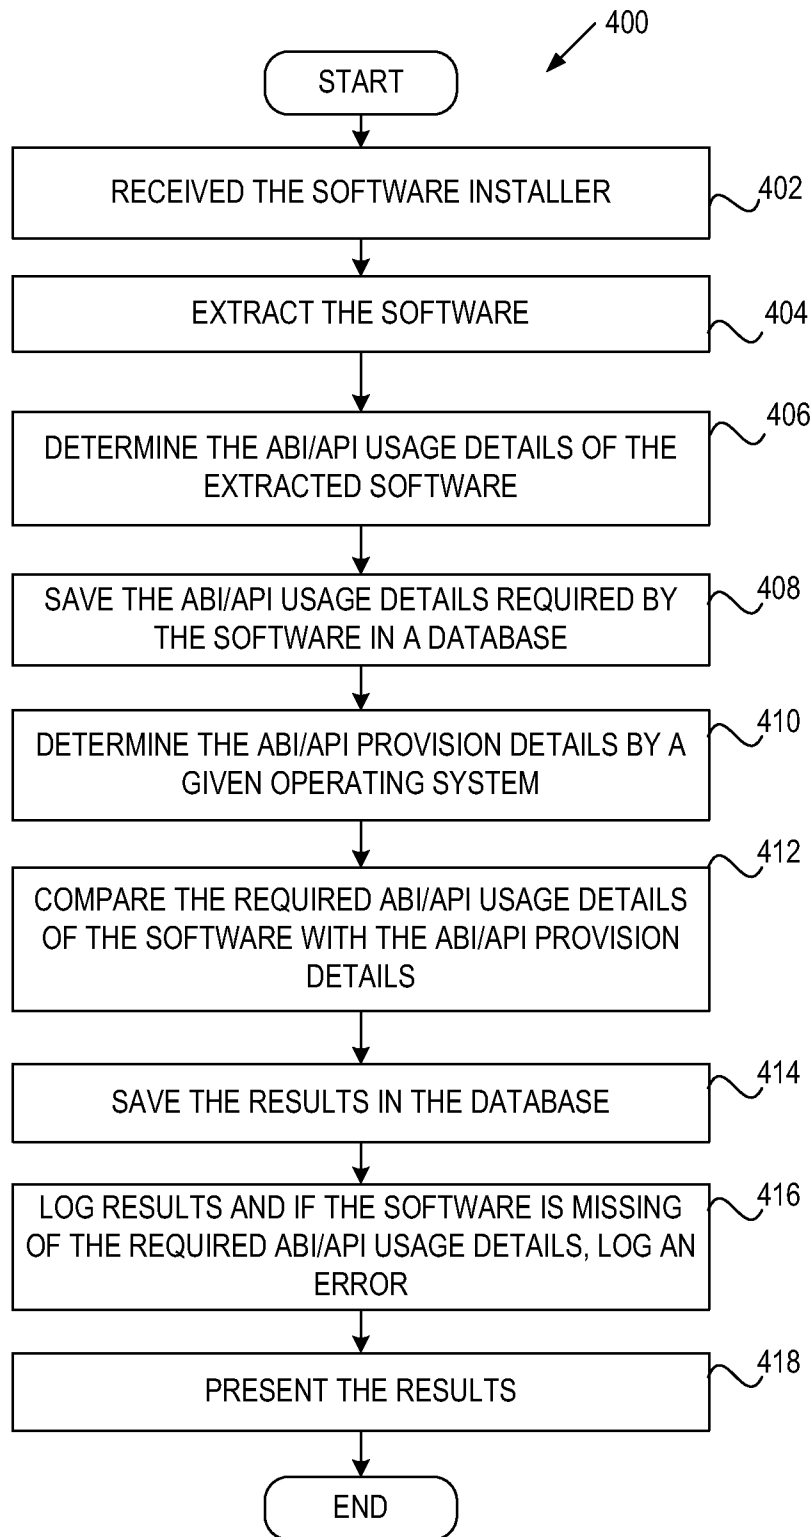 400
START
RECEIVED THE SOFTWARE INSTALLER
402
EXTRACT THE SOFTWARE
404
DETERMINE THE ABI/API USAGE DETAILS OF THE
EXTRACTED SOFTWARE
406
SAVE THE ABI/API USAGE DETAILS REQUIRED BY
THE SOFTWARE IN A DATABASE
408
DETERMINE THE ABI/API PROVISION DETAILS BY A
GIVEN OPERATING SYSTEM
410
COMPARE THE REQUIRED ABI/API USAGE DETAILS
OF THE SOFTWARE WITH THE ABI/API PROVISION
DETAILS
412
SAVE THE RESULTS IN THE DATABASE
414
LOG RESULTS AND IF THE SOFTWARE IS MISSING
OF THE REQUIRED ABI/API USAGE DETAILS, LOG AN
ERROR
416
PRESENT THE RESULTS
418
END